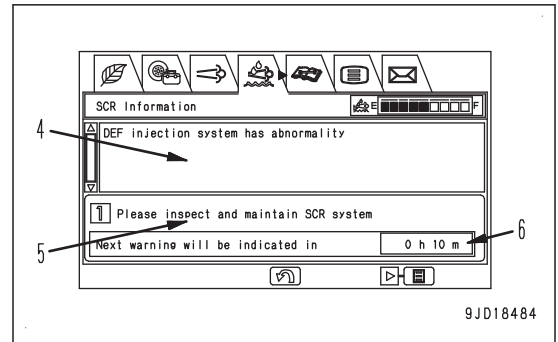 SCR Information
E F
4
DEF injection system has abnormality
1 Please inspect and maintain SCR system
5
Next warning will be indicated in 0 h 10 m
6
9JD18484